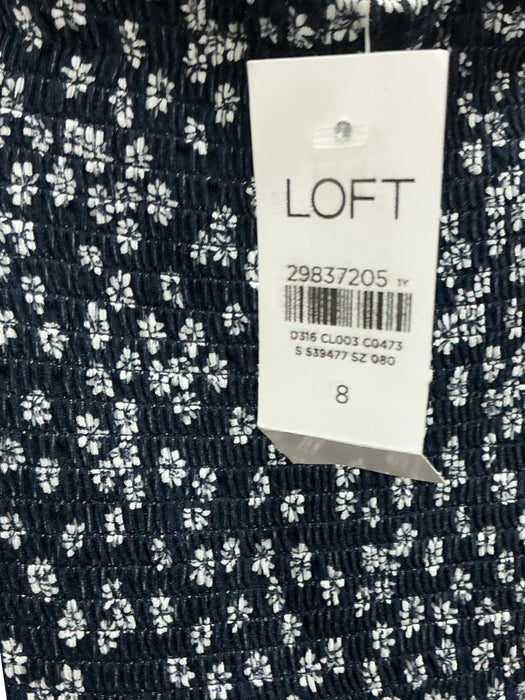 LOFT
29837205 1Y
D316 CL003 C0473
S 539477 SZ 080
8